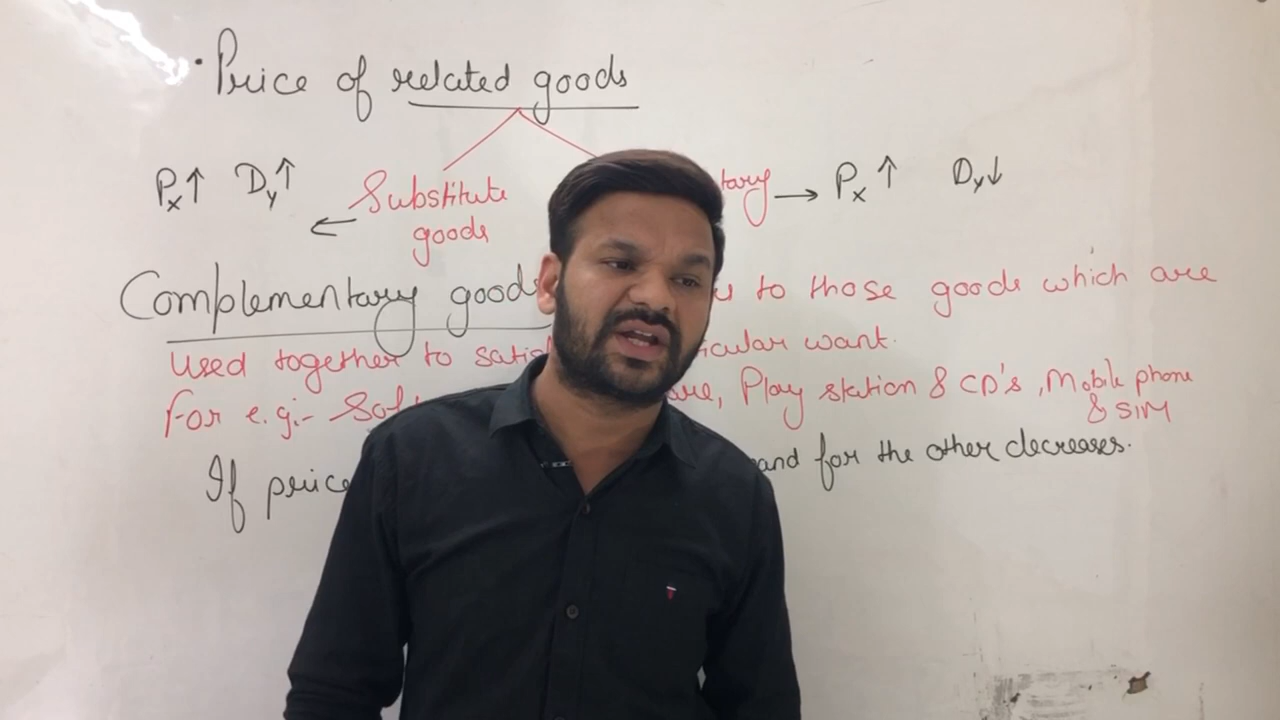 • Price of related goods
Px↑ Dy↑ ← Substitute goods
tary → Px↑ Dy↓
Complementary goods to those goods which are
used together to satis icular want.
For e.g:- Sof are, Play station & CD's, Mobile phone & SIM
If price and for the other decreases.